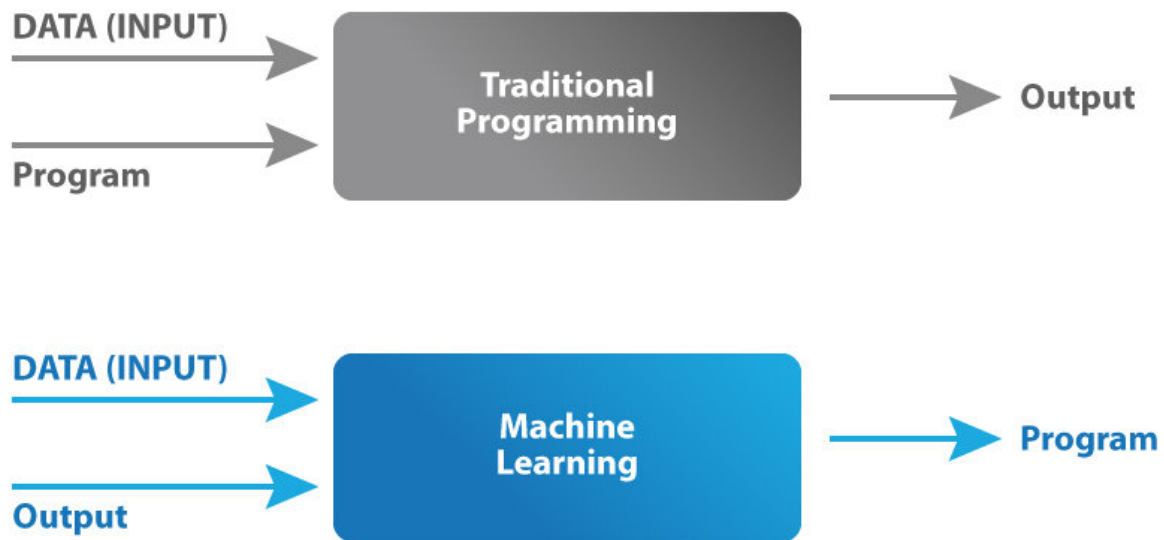 DATA (INPUT)
Program
Traditional
Programming
Output
DATA (INPUT)
Output
Machine
Learning
Program